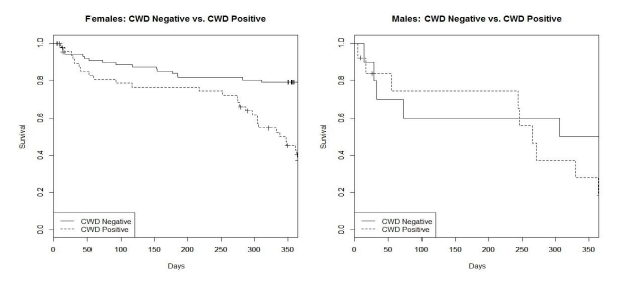 Females: CWD Negative vs. CWD Positive
Survival
1.0
0.8
0.6
0.4
0.2
0.0
CWD Negative
CWD Positive
0 50 100 150 200 250 300 350
Days
Males: CWD Negative vs. CWD Positive
Survival
1.0
0.8
0.6
0.4
0.2
0.0
CWD Negative
CWD Positive
0 50 100 150 200 250 300 350
Days